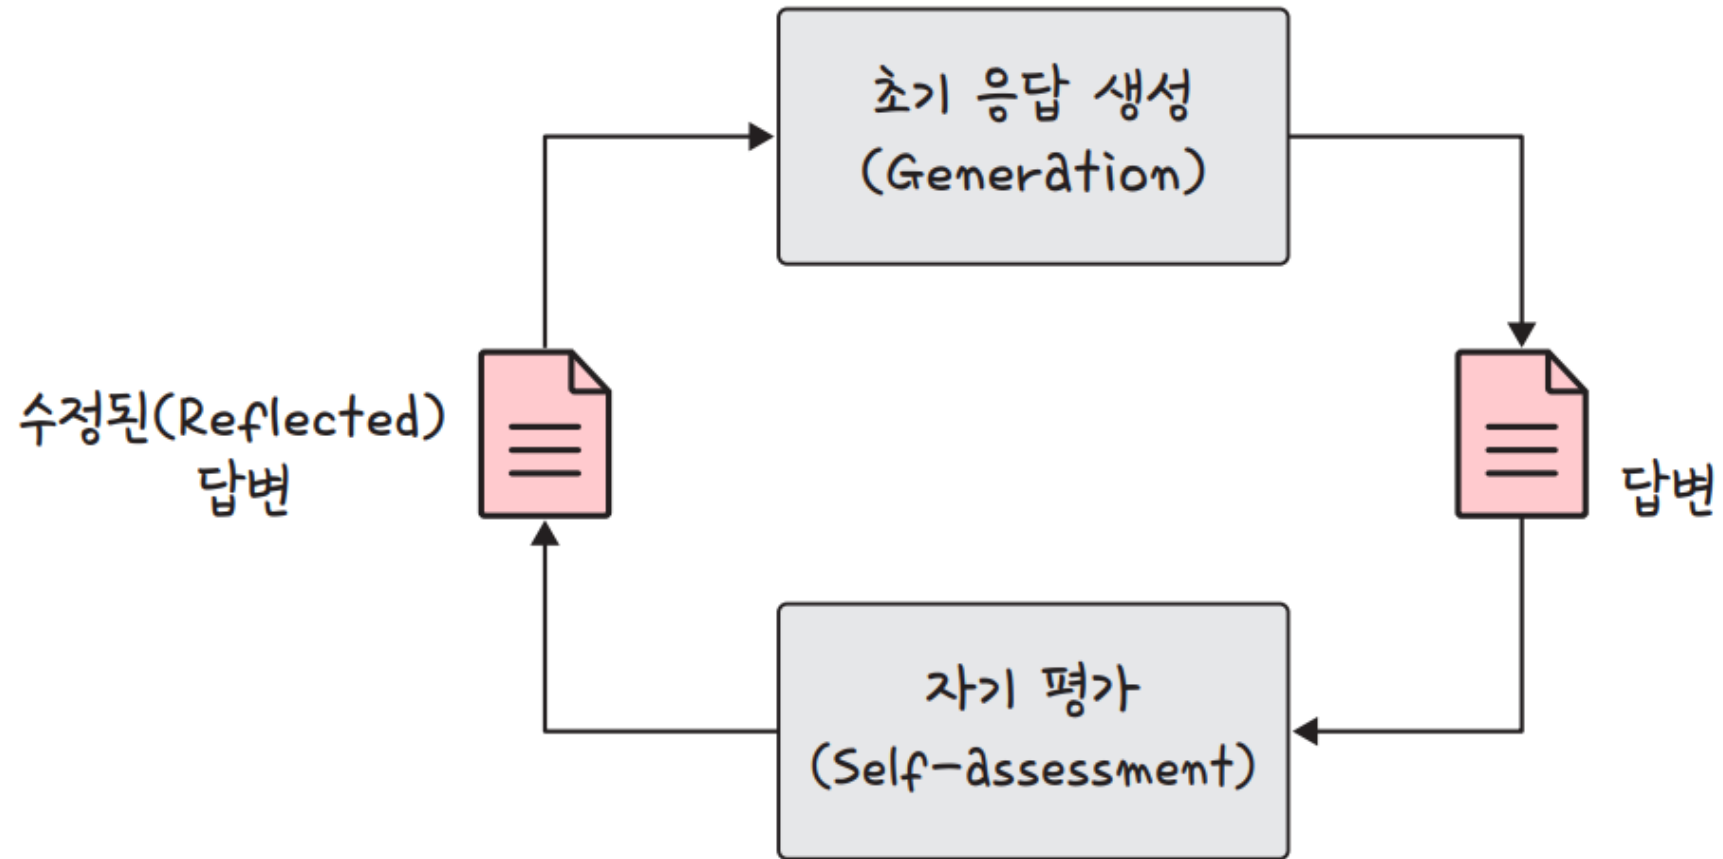 초기 응답 생성
(Generation)
수정된(Reflected)
답변
답변
자기 평가
(Self-assessment)